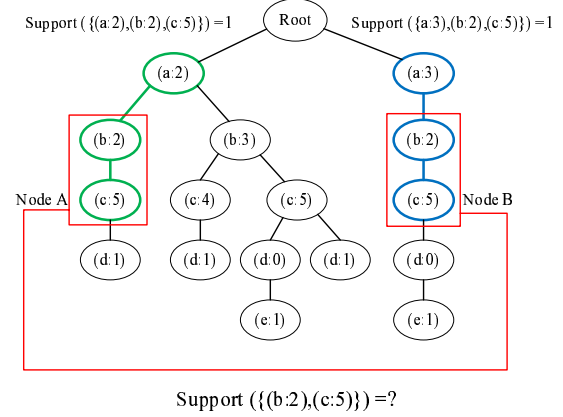 Support ({a:2),(b:2),(c:5)}) =1
Root
Support ({a:3),(b:2),(c:5)}) =1
(a:2)
(a:3)
(b:2)
(b:3)
(b:2)
Node A
(c:5)
(c:4)
(c:5)
(c:5)
Node B
(d:1)
(d:1)
(d:0)
(d:1)
(d:0)
(e:1)
(e:1)
Support ({(b:2),(c:5)}) =?